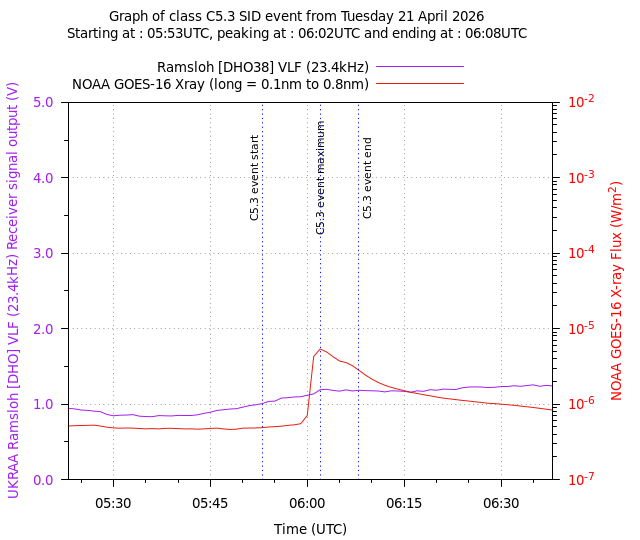 Graph of class C5.3 SID event from Tuesday 21 April 2026
Starting at : 05:53UTC, peaking at : 06:02UTC and ending at : 06:08UTC
Ramsloh [DHO38] VLF (23.4kHz)
NOAA GOES-16 Xray (long = 0.1nm to 0.8nm)
UKRAA Ramsloh [DHO] VLF (23.4kHz) Receiver signal output (V)
5.0
4.0
3.0
2.0
1.0
0.0
C5.3 event start
C5.3 event maximum
C5.3 event end
10-2
10-3
10-4
10-5
10-6
10-7
NOAA GOES-16 X-ray Flux (W/m2)
05:30
05:45
06:00
06:15
06:30
Time (UTC)